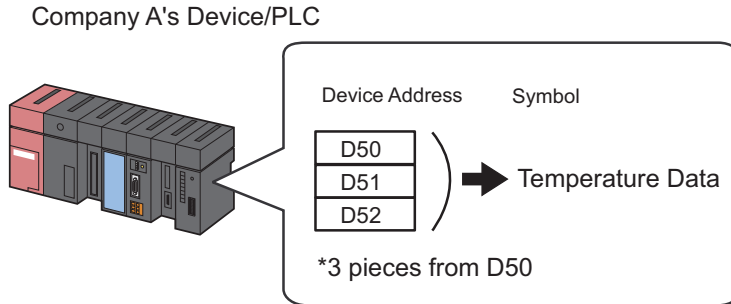 Company A's Device/PLC
Device Address Symbol
D50
D51
D52
Temperature Data
*3 pieces from D50